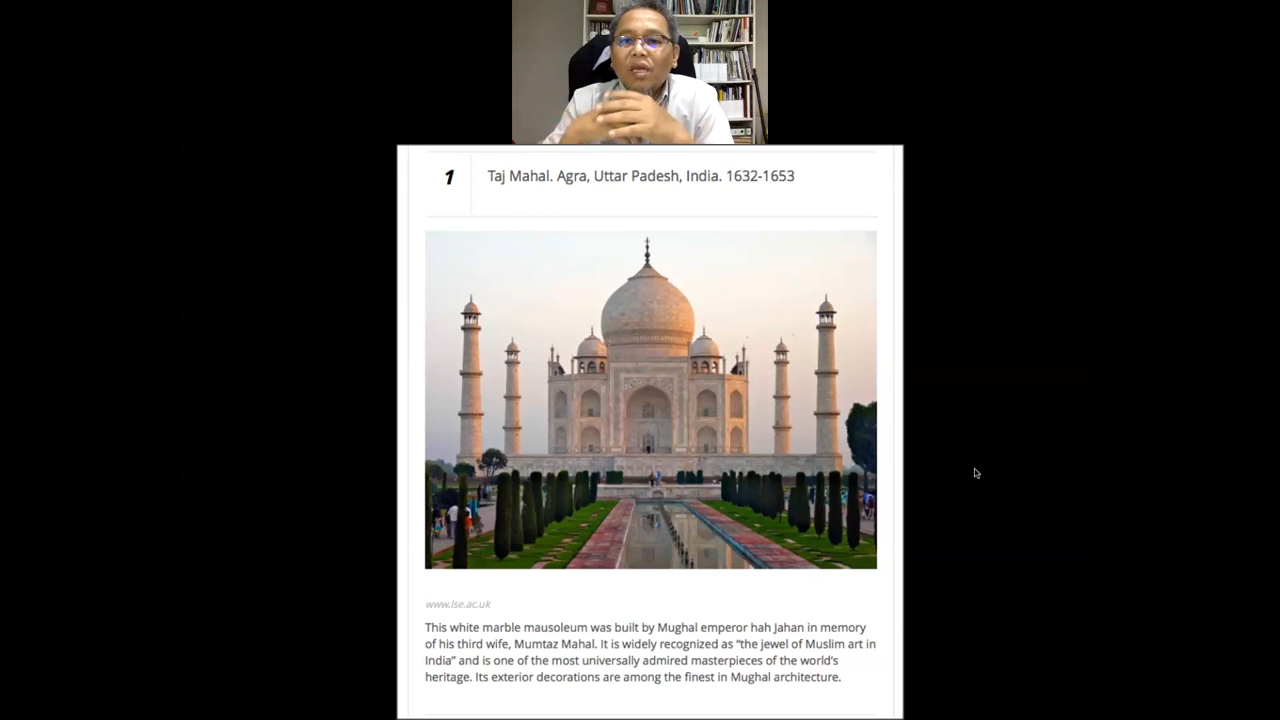 1 Taj Mahal. Agra, Uttar Padesh, India. 1632-1653
www.lse.ac.uk
This white marble mausoleum was built by Mughal emperor hah Jahan in memory
of his third wife, Mumtaz Mahal. It is widely recognized as “the jewel of Muslim art in
India” and is one of the most universally admired masterpieces of the world’s
heritage. Its exterior decorations are among the finest in Mughal architecture.